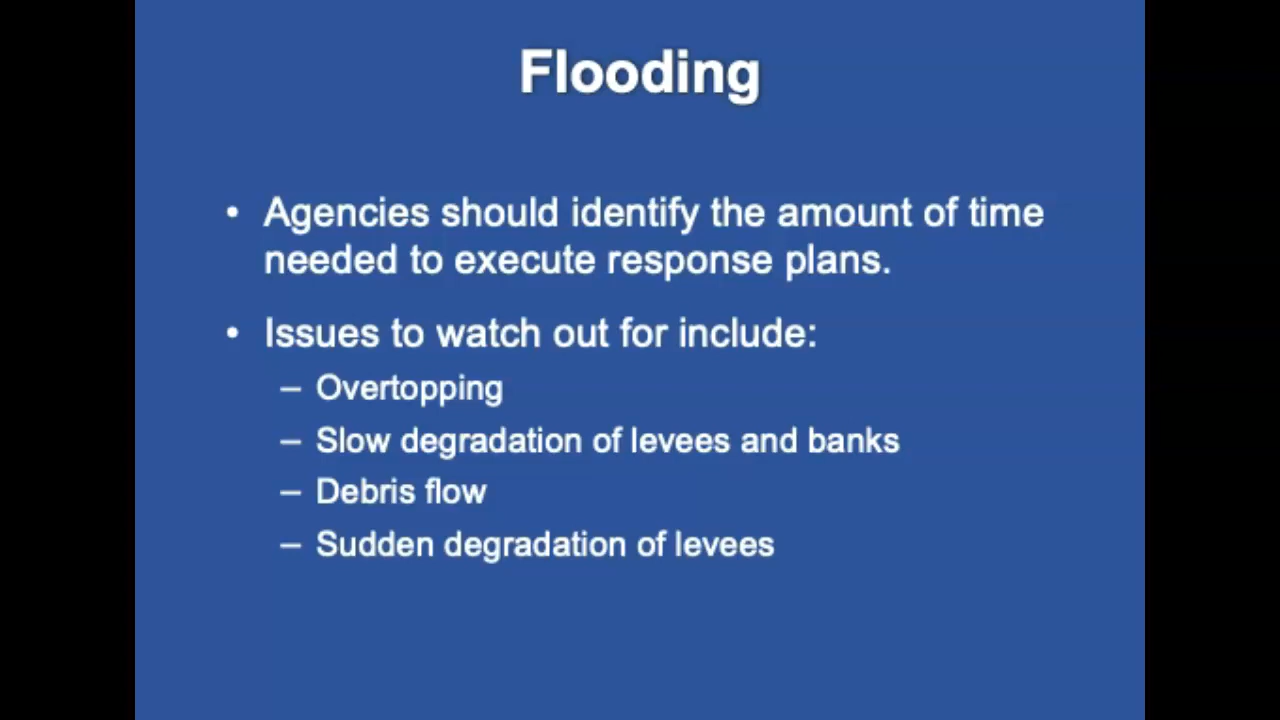 Flooding
• Agencies should identify the amount of time
needed to execute response plans.
• Issues to watch out for include:
– Overtopping
– Slow degradation of levees and banks
– Debris flow
– Sudden degradation of levees